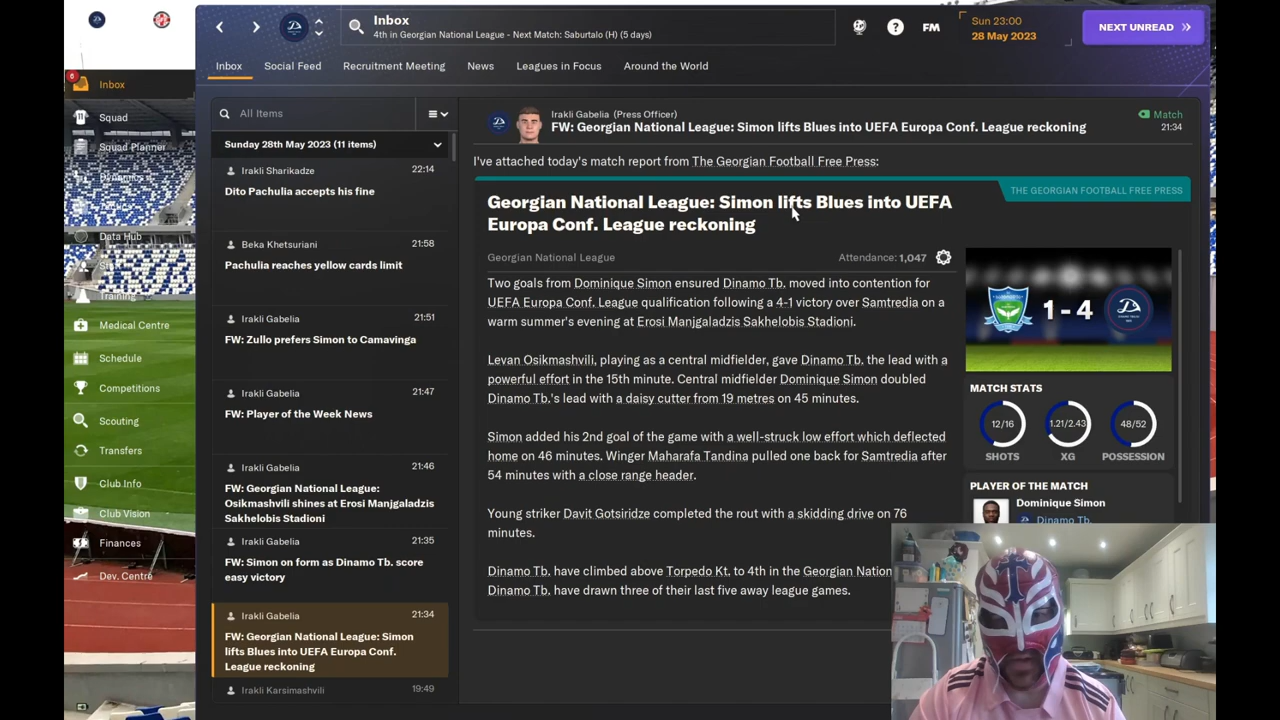 Inbox
4th in Georgian National League - Next Match: Saburtalo (H) (5 days)
?
FM
Sun 23:00
28 May 2023
NEXT UNREAD
Inbox
Social Feed
Recruitment Meeting
News
Leagues in Focus
Around the World
6
Inbox
Squad
Squad Planner
Data Hub
Training
Medical Centre
Schedule
Competitions
Scouting
Transfers
Club Info
Club Vision
Finances
Dev. Centre
All Items
Sunday 28th May 2023 (11 items)
Irakli Sharikadze 22:14
Dito Pachulia accepts his fine
Beka Khetsuriani 21:58
Pachulia reaches yellow cards limit
Irakli Gabelia 21:51
FW: Zullo prefers Simon to Camavinga
Irakli Gabelia 21:47
FW: Player of the Week News
Irakli Gabelia 21:46
FW: Georgian National League:
Osikmashvili shines at Erosi Manjgaladzis
Sakhelobis Stadioni
Irakli Gabelia 21:35
FW: Simon on form as Dinamo Tb. score
easy victory
Irakli Gabelia 21:34
FW: Georgian National League: Simon
lifts Blues into UEFA Europa Conf.
League reckoning
Irakli Karsimashvili 19:49
Irakli Gabelia (Press Officer)
FW: Georgian National League: Simon lifts Blues into UEFA Europa Conf. League reckoning
Match
21:34
I've attached today's match report from The Georgian Football Free Press:
THE GEORGIAN FOOTBALL FREE PRESS
Georgian National League: Simon lifts Blues into UEFA
Europa Conf. League reckoning
Georgian National League
Attendance: 1,047
Two goals from Dominique Simon ensured Dinamo Tb. moved into contention for
UEFA Europa Conf. League qualification following a 4-1 victory over Samtredia on a
warm summer's evening at Erosi Manjgaladzis Sakhelobis Stadioni.
Levan Osikmashvili, playing as a central midfielder, gave Dinamo Tb. the lead with a
powerful effort in the 15th minute. Central midfielder Dominique Simon doubled
Dinamo Tb.'s lead with a daisy cutter from 19 metres on 45 minutes.
Simon added his 2nd goal of the game with a well-struck low effort which deflected
home on 46 minutes. Winger Maharafa Tandina pulled one back for Samtredia after
54 minutes with a close range header.
Young striker Davit Gotsiridze completed the rout with a skidding drive on 76
minutes.
Dinamo Tb. have climbed above Torpedo Kt. to 4th in the Georgian Nation
Dinamo Tb. have drawn three of their last five away league games.
1 - 4
MATCH STATS
12/16
1.21/2.43
48/52
SHOTS
XG
POSSESSION
PLAYER OF THE MATCH
Dominique Simon
Dinamo Tb.